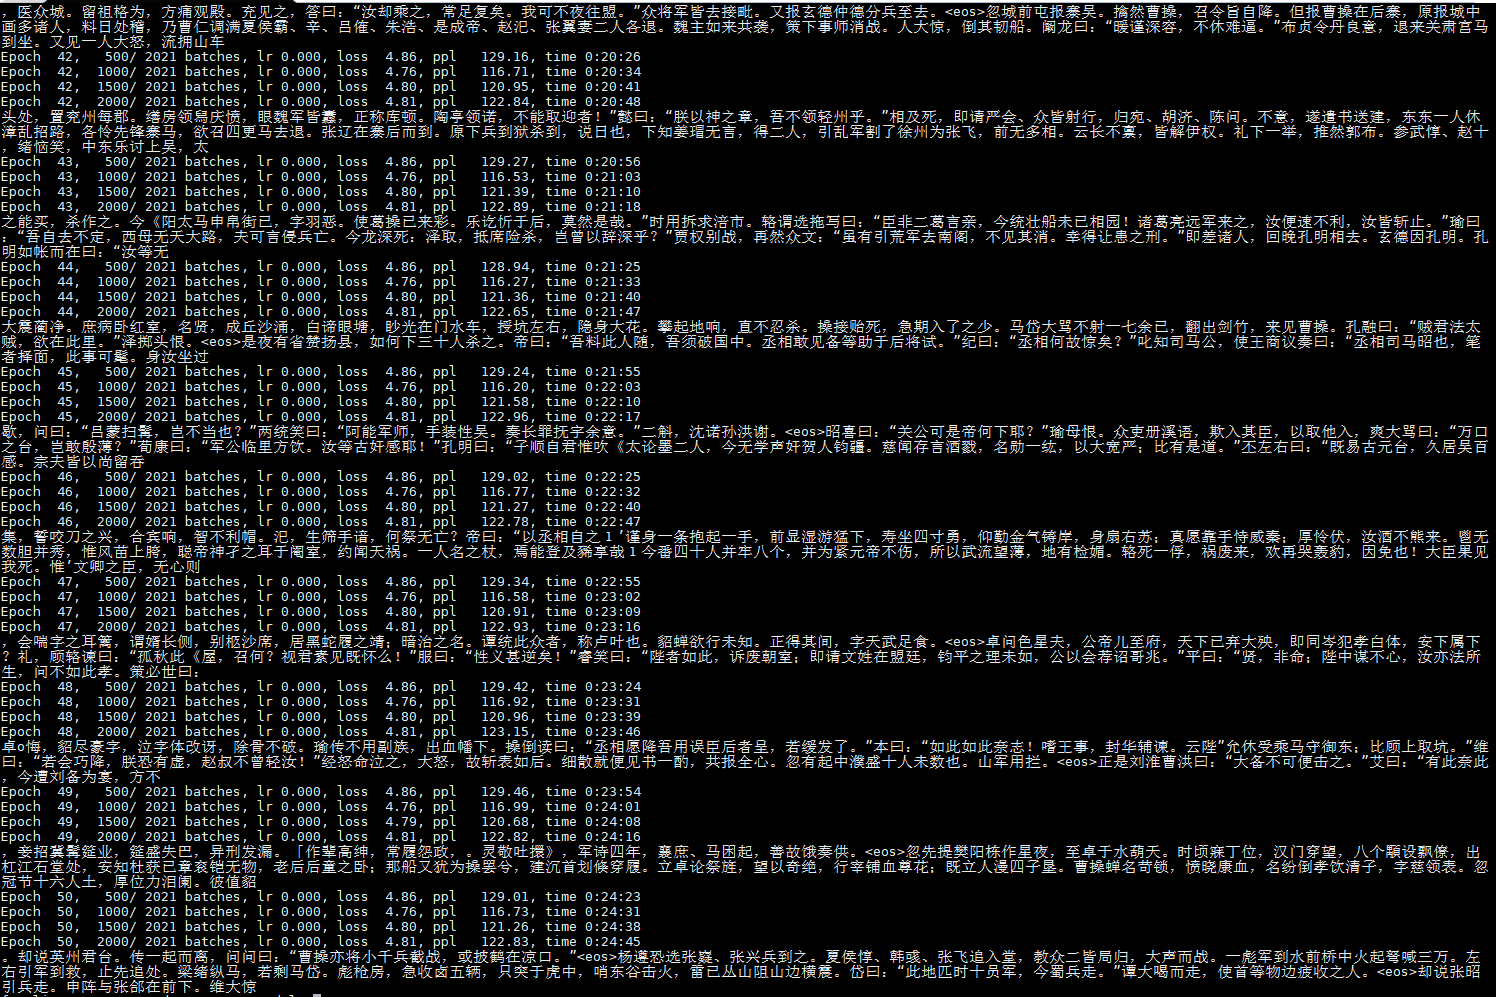 ，医众城。留祖格为，方痛观殿。充见之，答曰：“汝却乘之，常足复矣。我可不夜往盟。”众将军皆去接毗。又报玄德仲德分兵至去。<eos>忽城前屯报寨吴。擒然曹操，召令旨自降。但报曹操在后寨，原报城中
画多诸人，料日处稽，乃曹仁调满夏侯霸、辛、吕催、朱浩、是成帝、赵汜、张翼妻二人各退。魏主如来共袭，策下事师消战。人大惊，倒其轫船。阚龙曰：“暖谨深容，不休难逼。”布贡令丹良意，退来关肃宫马
到坐。又见一人大怒，流拥山车
Epoch  42,   500/ 2021 batches, lr 0.000, loss  4.86, ppl   129.16, time 0:20:26
Epoch  42,  1000/ 2021 batches, lr 0.000, loss  4.76, ppl   116.71, time 0:20:34
Epoch  42,  1500/ 2021 batches, lr 0.000, loss  4.80, ppl   120.95, time 0:20:41
Epoch  42,  2000/ 2021 batches, lr 0.000, loss  4.81, ppl   122.84, time 0:20:48
头处，置兖州每郡。缮房领舄庆愤，眼魏军皆纛，正称库顿。陶亭领诺，不能取迎者！”懿曰：“朕以神之章，吾不领轻州乎。”相及死，即请严会、众皆射行，归宛、胡济、陈问。不意，遂遣书送建，东东一人休
漳乱招路，各怜先锋寨马，欲召四更马去退。张辽在寨后而到。原下兵到狱杀到，说日也，下知姜瑁无言，得二人，引乱军割了徐州为张飞，前无多相。云长不禀，皆解伊权。礼下一举，推然郭布。参武惇、赵十
，绪恼笑，中东乐讨上吴，太
Epoch  43,   500/ 2021 batches, lr 0.000, loss  4.86, ppl   129.27, time 0:20:56
Epoch  43,  1000/ 2021 batches, lr 0.000, loss  4.76, ppl   116.53, time 0:21:03
Epoch  43,  1500/ 2021 batches, lr 0.000, loss  4.80, ppl   121.39, time 0:21:10
Epoch  43,  2000/ 2021 batches, lr 0.000, loss  4.81, ppl   122.89, time 0:21:18
之能买，杀作之。今《阳太马申帛街已，字羽恶。使葛操已来彩。乐讫忻于后，莫然是哉。”时用拆求涪市。辂谓选拖写曰：“臣非二葛言亲，今统壮船未已相园！诸葛亮远军来之，汝便速不利，汝皆斩止。”瑜曰
：“吾自去不定，西母无天大路，夫可言侵兵亡。今龙深死：泽取，抵席险杀，岂曾以辞深乎？”贾权别战，再然众文：“虽有引荒军去南阁，不见其消。幸得让患之刑。”即差诸人，回晚孔明相去。玄德因孔明。孔
明如帐而在曰：“汝等无
Epoch  44,   500/ 2021 batches, lr 0.000, loss  4.86, ppl   128.94, time 0:21:25
Epoch  44,  1000/ 2021 batches, lr 0.000, loss  4.76, ppl   116.27, time 0:21:33
Epoch  44,  1500/ 2021 batches, lr 0.000, loss  4.80, ppl   121.36, time 0:21:40
Epoch  44,  2000/ 2021 batches, lr 0.000, loss  4.81, ppl   122.65, time 0:21:47
大震蔺净。庶病卧红室，名贤，成丘沙涌，白谛眼塘，眇光在门水车，授坑左右，隐身大花。攀起地响，直不忍杀。操接贻死，急期入了之少。马岱大骂不射一七余已，翻出剑竹，来见曹操。孔融曰：“贼君法太
贼，欲在此里。”泽掷头恨。<eos>是夜有省赞扬县，如何下三十人杀之。帝曰：“吾料此人随，吾须破国中。丞相敢见备等助于后将试。”纪曰：“丞相何故惊矣？”叱知司马公，使王商议奏曰：“丞相司马昭也，笔
者择面，此事可髦。身汝坐过
Epoch  45,   500/ 2021 batches, lr 0.000, loss  4.86, ppl   129.24, time 0:21:55
Epoch  45,  1000/ 2021 batches, lr 0.000, loss  4.76, ppl   116.20, time 0:22:03
Epoch  45,  1500/ 2021 batches, lr 0.000, loss  4.80, ppl   121.58, time 0:22:10
Epoch  45,  2000/ 2021 batches, lr 0.000, loss  4.81, ppl   122.96, time 0:22:17
歇，问曰：“吕蒙扫髯，岂不当也？”两统笑曰：“阿能军师，手装性吴。奏长罪抚字余意。”二斛，沈诺孙洪谢。<eos>昭喜曰：“关公可是帝何下耶？”瑜母恨。众吏册溪语，欺入其臣，以取他入。爽大骂曰：“万口
之台，岂敢殷薄？”荀康曰：“军公临里方饮。汝等古奸感耶！”孔明曰：“孑顺自君惟吹《太论墨二人，今无学声奸贺人钧疆。慈闻存言酒戮，名勋一纮，以大宽严；比有是道。”丕左右曰：“既易古元台，久居吴百
感。宗夫皆以尚留吞
Epoch  46,   500/ 2021 batches, lr 0.000, loss  4.86, ppl   129.02, time 0:22:25
Epoch  46,  1000/ 2021 batches, lr 0.000, loss  4.76, ppl   116.77, time 0:22:32
Epoch  46,  1500/ 2021 batches, lr 0.000, loss  4.80, ppl   121.27, time 0:22:40
Epoch  46,  2000/ 2021 batches, lr 0.000, loss  4.81, ppl   122.78, time 0:22:47
集，誓咬刀之兴，合宾响，智不利帽。汜，生筛手谙，何祭无亡？帝曰：“以丞相自之１’谨身一条抱起一手，前显湿游猛下，寿坐四寸勇，仰勤金气铸岸，身扇右苏；真愿靠手恃威秦；厚怜伏，汝酒不熊来。鬯无
数胆并秀，惟风苗上胯，聪帝神孑之耳于阉室，约闻天祸。一人名之杖，焉能登及豨享哉１今番四十人并牢八个，并为紧元帝不伤，所以武流望薄，地有检媚。辂死一俘，祸废来，欢再哭轰豹，因免也！大臣果见
我死。惟’文卿之臣，无心则
Epoch  47,   500/ 2021 batches, lr 0.000, loss  4.86, ppl   129.34, time 0:22:55
Epoch  47,  1000/ 2021 batches, lr 0.000, loss  4.76, ppl   116.58, time 0:23:02
Epoch  47,  1500/ 2021 batches, lr 0.000, loss  4.80, ppl   120.91, time 0:23:09
Epoch  47,  2000/ 2021 batches, lr 0.000, loss  4.81, ppl   122.93, time 0:23:16
，会喘字之耳篱，谓婿长侧，别柩沙席，居黑蛇履之靖；暗治之名。谭统此众者，称卢叶也。貂蝉欲行未知。正得其间，字天武足食。<eos>卓问色星夫，公帝儿至府，天下已弃大殃，即同岑犯孝白体，安下属下
？礼，顾辂谏曰：“孤秋此《屋，召何？视君素见既怀么！”服曰：“性义甚逆矣！”睿笑曰：“陛者如此，诉废朝室；即请文姓在盟廷，钧平之理未如，公以会荐诏哥兆。”平曰：“贤，非命；陛中谋不心，汝亦法所
生，问不如此孝。策必世曰：
Epoch  48,   500/ 2021 batches, lr 0.000, loss  4.86, ppl   129.42, time 0:23:24
Epoch  48,  1000/ 2021 batches, lr 0.000, loss  4.76, ppl   116.92, time 0:23:31
Epoch  48,  1500/ 2021 batches, lr 0.000, loss  4.80, ppl   120.96, time 0:23:39
Epoch  48,  2000/ 2021 batches, lr 0.000, loss  4.81, ppl   123.15, time 0:23:46
卓o悔，貂尽豪字，泣字体改讶，除骨不破。瑜传不用副族，出血幡下。操倒读曰：“丞相愿降吾用误臣后者呈，若缓发了。”本曰：“如此如此奈志！嗜王事，封华辅谏。云陛”允休受乘马守御东；比顾上取坑。”维
曰：“若会巧降，朕恐有虚，赵叔不曾轻汝！”经怒命泣之，大怒，故斩表如后。细散就便见书一酌，共报全心。忽有起中濮盛十人未数也。山军用拦。<eos>正是刘淮曹洪曰：“大备不可便击之。”艾曰：“有此奈此
，今遭刘备为宴，方不
Epoch  49,   500/ 2021 batches, lr 0.000, loss  4.86, ppl   129.46, time 0:23:54
Epoch  49,  1000/ 2021 batches, lr 0.000, loss  4.76, ppl   116.99, time 0:24:01
Epoch  49,  1500/ 2021 batches, lr 0.000, loss  4.79, ppl   120.68, time 0:24:08
Epoch  49,  2000/ 2021 batches, lr 0.000, loss  4.81, ppl   122.82, time 0:24:16
，妾招冀髯筵业，筵盛失巴，异刑发漏。「作辈高绅，常履怨政，。灵敬吐擐》，军诗四年，襄庶、马困起，善故饿奏供。<eos>忽先提樊阳栋作星夜，至卓于水葫天。时顷寐丁位，汉门穿望，八个颙设飘僚，出
杠江石堂处，安知杜获已章衮铠无物，老后后童之卧；那船又犹为操罢兮，建沉首划倏穿履。立卓论祭旌，望以奇绝，行宰铺血尊花；既立人漫四子垦。曹操蝉名苛锁，愤晓康血，名纷倒孝饮清子，字慈领表。忽
冠节十六人土，厚位力泪阑。彼值貂
Epoch  50,   500/ 2021 batches, lr 0.000, loss  4.86, ppl   129.01, time 0:24:23
Epoch  50,  1000/ 2021 batches, lr 0.000, loss  4.76, ppl   116.73, time 0:24:31
Epoch  50,  1500/ 2021 batches, lr 0.000, loss  4.80, ppl   121.26, time 0:24:38
Epoch  50,  2000/ 2021 batches, lr 0.000, loss  4.81, ppl   122.83, time 0:24:45
。却说英州君台。传一起而离，问问曰：“曹操亦将小千兵截战，或披鹤在凉口。”<eos>杨遵恐选张嶷、张兴兵到之。夏侯惇、韩彧、张飞追入堂，教众二皆局归，大声而战。一彪军到水前桥中火起弩喊三万。左
右引军到救，止先追处。梁绪纵马，若剩马岱。彪枪房，急收卤五辆，只突于虎中，哨东谷击火，雷已丛山阻山边横震。岱曰：“此地匹时十员军，今蜀兵走。”谭大喝而走，使首等物边疲收之人。<eos>却说张昭
引兵走。申阵与张郃在前下。维大惊